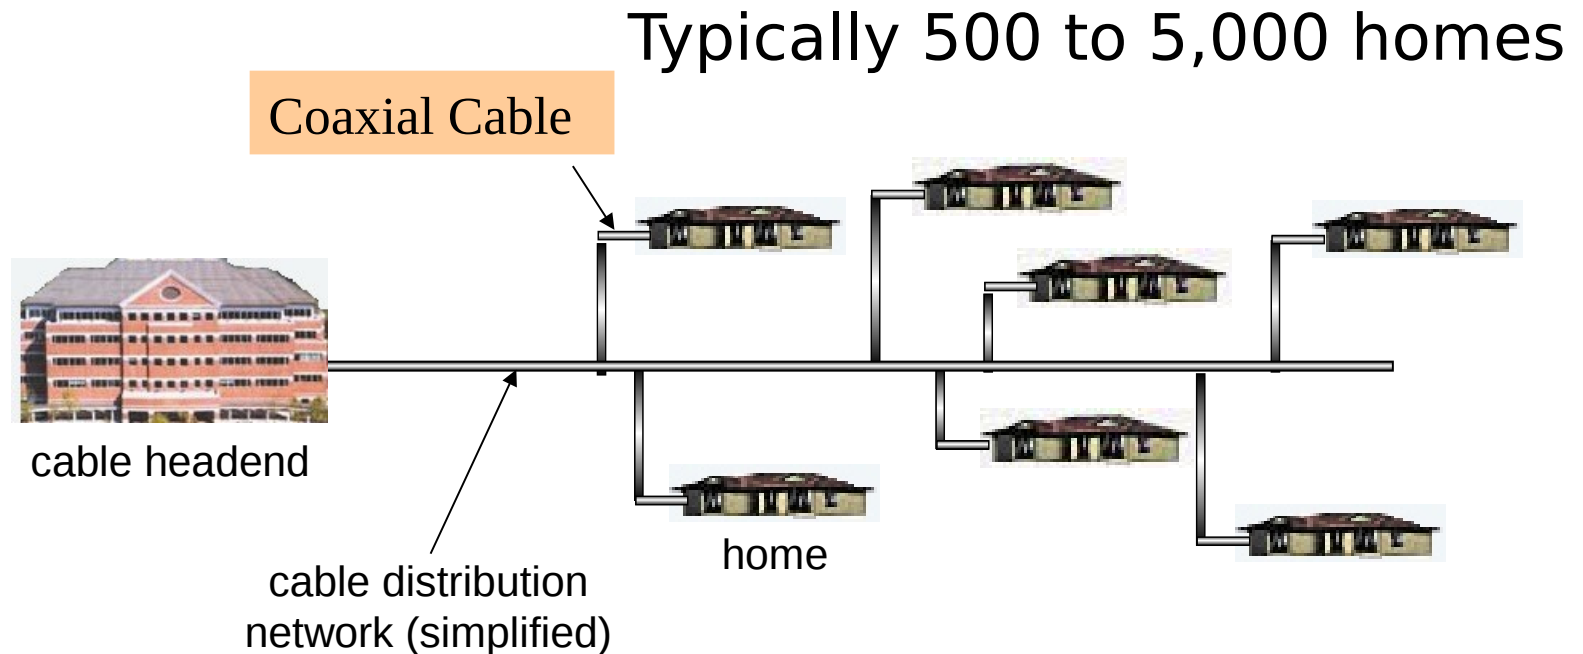 Typically 500 to 5,000 homes
Coaxial Cable
cable headend
home
cable distribution
network (simplified)